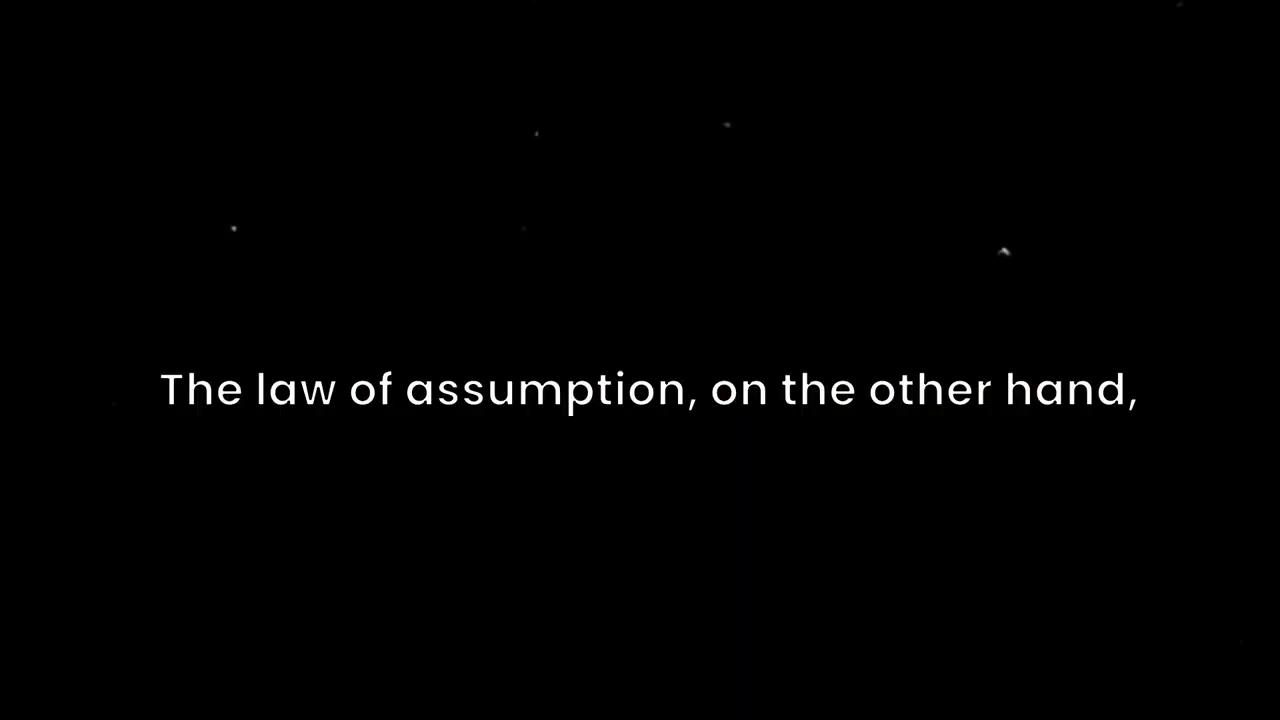 The law of assumption, on the other hand,